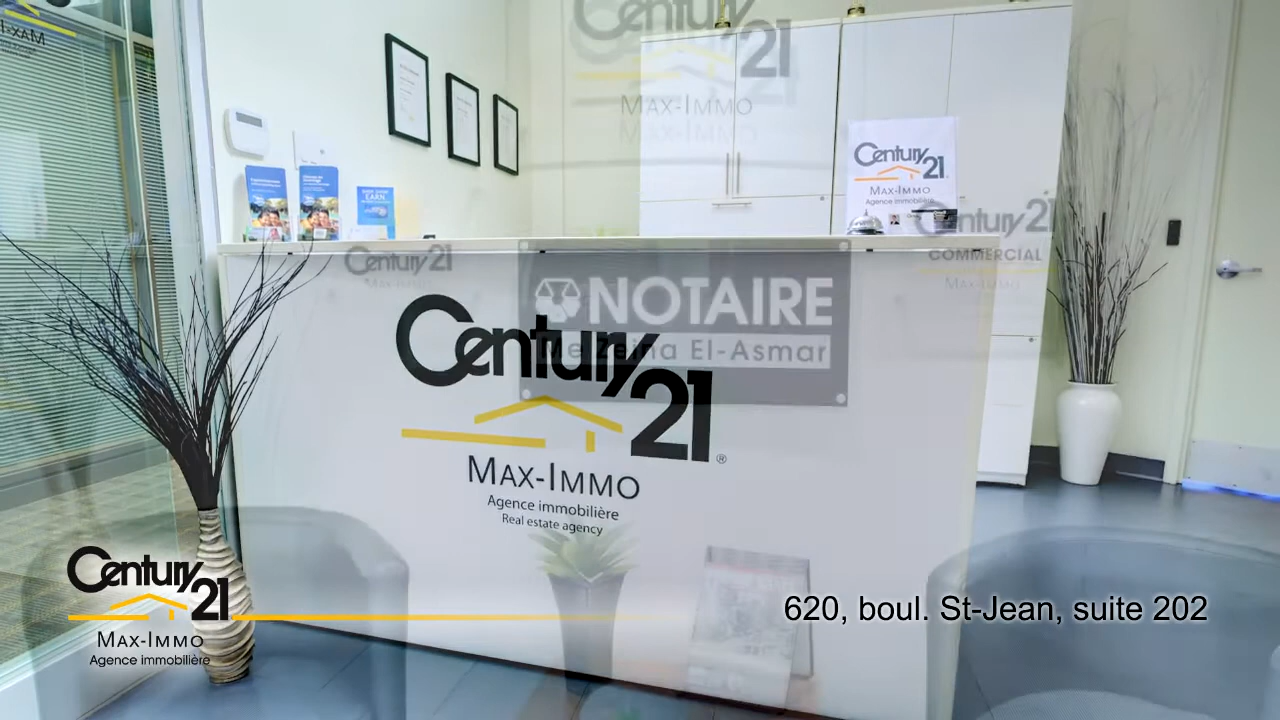 Century 21
MAX-IMMO
MAX-IMMO
EARN
Century 21
MAX-IMMO
Agence immobilière
Century 21
COMMERCIAL
MAX-IMMO
Century 21
MAX-IMMO
NOTAIRE
Me Zeina El-Asmar
Century 21 ®
MAX-IMMO
Agence immobilière
Real estate agency
Century 21
MAX-IMMO
Agence immobilière
620, boul. St-Jean, suite 202